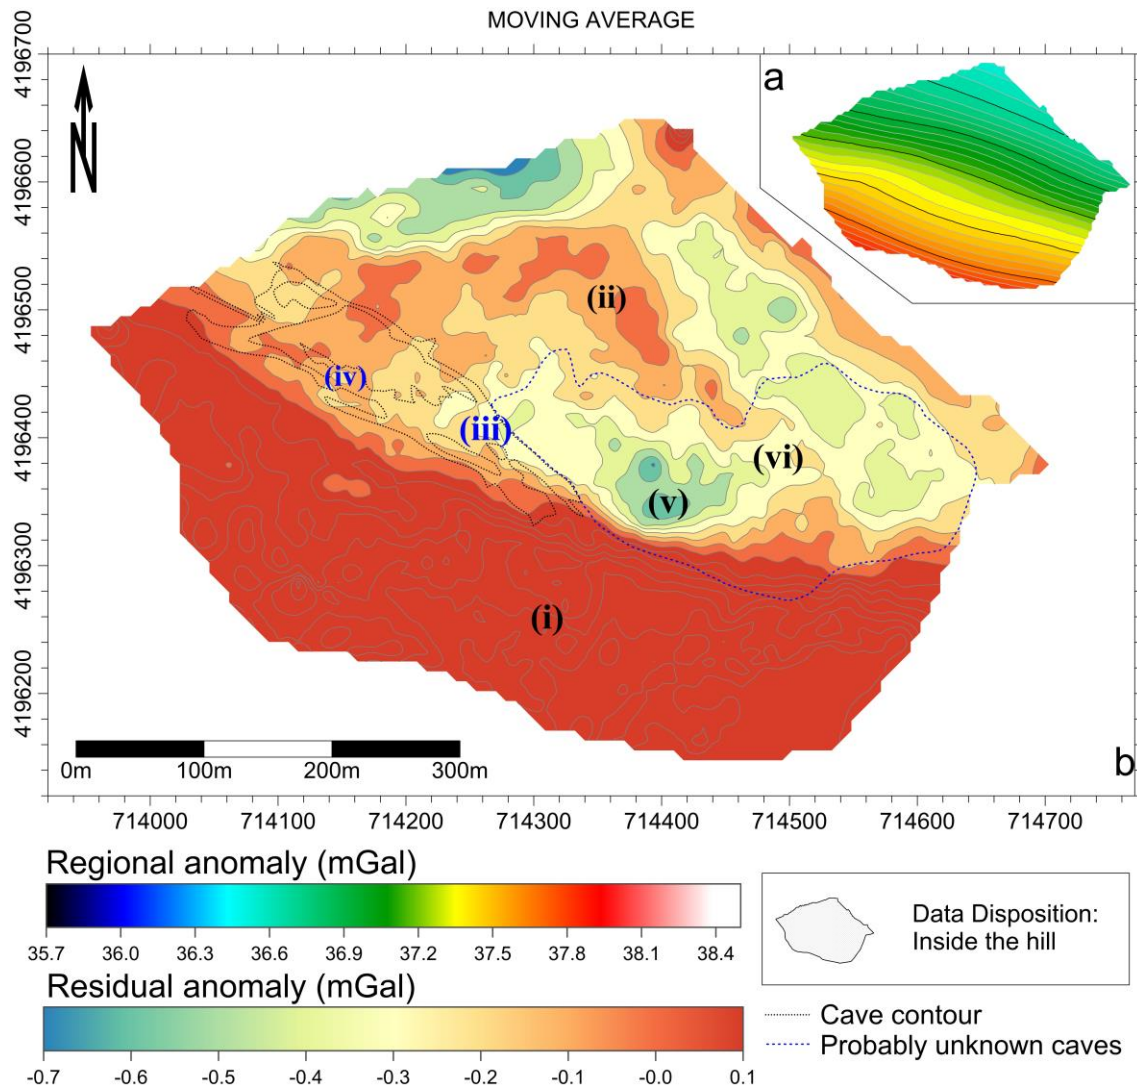 MOVING AVERAGE
4196700
4196600
4196500
4196400
4196300
4196200
N
a
(ii)
(iv)
(iii)
(vi)
(v)
(i)
b
0m 100m 200m 300m
714000 714100 714200 714300 714400 714500 714600 714700
Regional anomaly (mGal)
35.7 36.0 36.3 36.6 36.9 37.2 37.5 37.8 38.1 38.4
Residual anomaly (mGal)
-0.7 -0.6 -0.5 -0.4 -0.3 -0.2 -0.1 -0.0 0.1
Data Disposition:
Inside the hill
Cave contour
Probably unknown caves